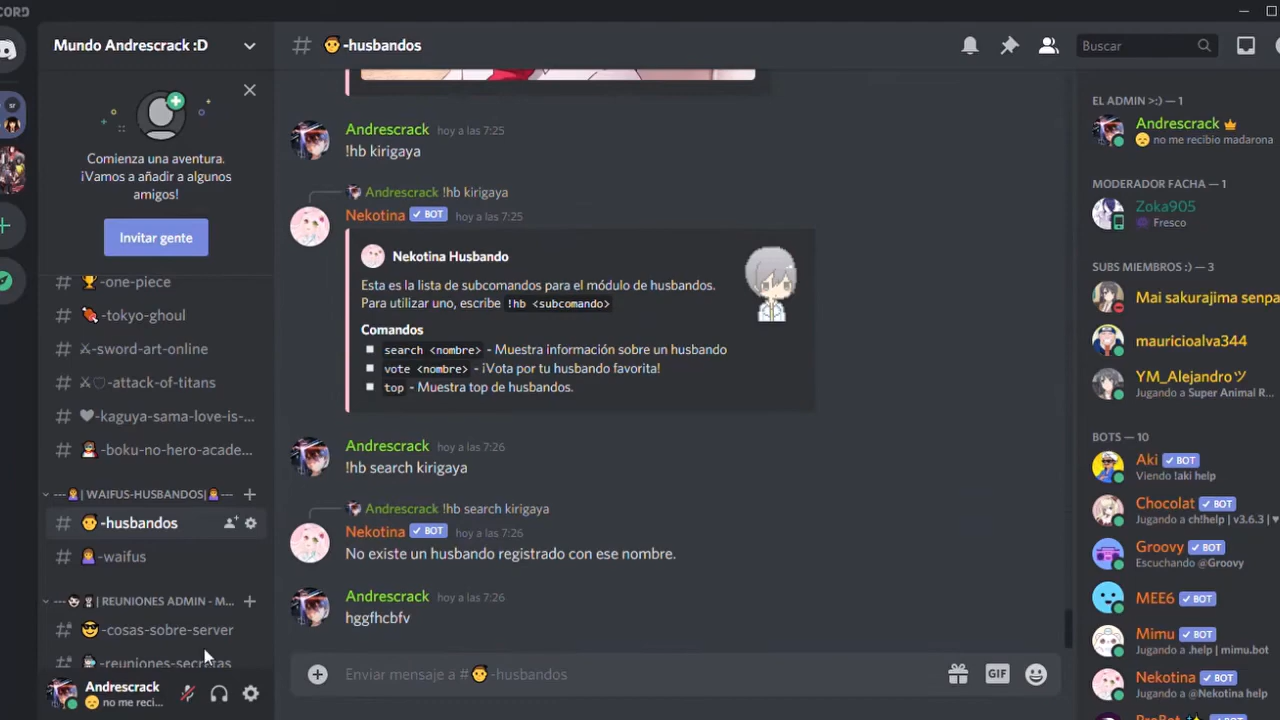 CORD
Mundo Andrescrack :D
Comienza una aventura.
¡Vamos a añadir a algunos
amigos!
Invitar gente
# 🏆-one-piece
# 🍖-tokyo-ghoul
# ⚔-sword-art-online
# ⚔🛡-attack-of-titans
# ❤-kaguya-sama-love-is-...
# -boku-no-hero-acade...
---🙍‍♀️| WAIFUS-HUSBANDOS|🙍‍♀️---
# 👨-husbandos
# 🙍‍♀️-waifus
| REUNIONES ADMIN - M...
# 😎-cosas-sobre-server
# -reuniones-secretas
Andrescrack
😔 no me reci...
# 👨-husbandos
Buscar
Andrescrack hoy a las 7:25
!hb kirigaya
Andrescrack !hb kirigaya
Nekotina ✓ BOT hoy a las 7:25
Nekotina Husbando
Esta es la lista de subcomandos para el módulo de husbandos.
Para utilizar uno, escribe !hb <subcomando>
Comandos
▪ search <nombre> - Muestra información sobre un husbando
▪ vote <nombre> - ¡Vota por tu husbando favorita!
▪ top - Muestra top de husbandos.
Andrescrack hoy a las 7:26
!hb search kirigaya
Andrescrack !hb search kirigaya
Nekotina ✓ BOT hoy a las 7:26
No existe un husbando registrado con ese nombre.
Andrescrack hoy a las 7:26
hggfhcbfv
Enviar mensaje a #👨-husbandos
GIF
EL ADMIN >:) — 1
Andrescrack
😔 no me recibio madarona
MODERADOR FACHA — 1
Zoka905
Fresco
SUBS MIEMBROS :) — 3
Mai sakurajima senpa
mauricioalva344
YM_Alejandroツ
Jugando a Super Animal R...
BOTS — 10
Aki ✓ BOT
Viendo !aki help
Chocolat ✓ BOT
Jugando a ch!help | v3.6.3 | ♥
Groovy ✓ BOT
Escuchando @Groovy
MEE6 ✓ BOT
Mimu ✓ BOT
Jugando a .help | mimu.bot
Nekotina ✓ BOT
Jugando a @Nekotina help